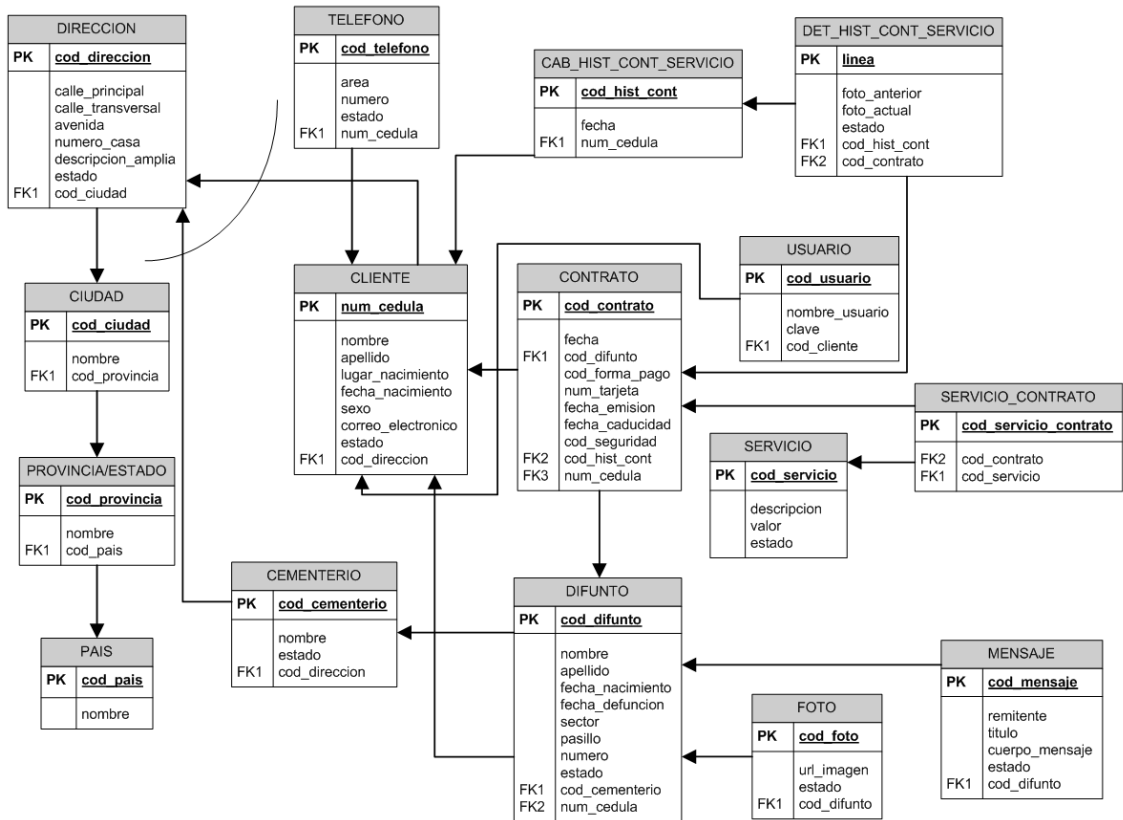 DIRECCION
PK cod_direccion
calle_principal
calle_transversal
avenida
numero_casa
descripcion_amplia
estado
FK1 cod_ciudad
TELEFONO
PK cod_telefono
area
numero
estado
FK1 num_cedula
CAB_HIST_CONT_SERVICIO
PK cod_hist_cont
fecha
FK1 num_cedula
DET_HIST_CONT_SERVICIO
PK linea
foto_anterior
foto_actual
estado
FK1 cod_hist_cont
FK2 cod_contrato
CIUDAD
PK cod_ciudad
nombre
FK1 cod_provincia
CLIENTE
PK num_cedula
nombre
apellido
lugar_nacimiento
fecha_nacimiento
sexo
correo_electronico
estado
FK1 cod_direccion
CONTRATO
PK cod_contrato
fecha
FK1 cod_difunto
cod_forma_pago
num_tarjeta
fecha_emision
fecha_caducidad
cod_seguridad
FK2 cod_hist_cont
FK3 num_cedula
USUARIO
PK cod_usuario
nombre_usuario
clave
FK1 cod_cliente
SERVICIO_CONTRATO
PK cod_servicio_contrato
FK2 cod_contrato
FK1 cod_servicio
SERVICIO
PK cod_servicio
descripcion
valor
estado
PROVINCIA/ESTADO
PK cod_provincia
nombre
FK1 cod_pais
CEMENTERIO
PK cod_cementerio
nombre
estado
FK1 cod_direccion
DIFUNTO
PK cod_difunto
nombre
apellido
fecha_nacimiento
fecha_defuncion
sector
pasillo
numero
estado
FK1 cod_cementerio
FK2 num_cedula
PAIS
PK cod_pais
nombre
FOTO
PK cod_foto
url_imagen
estado
FK1 cod_difunto
MENSAJE
PK cod_mensaje
remitente
titulo
cuerpo_mensaje
estado
FK1 cod_difunto